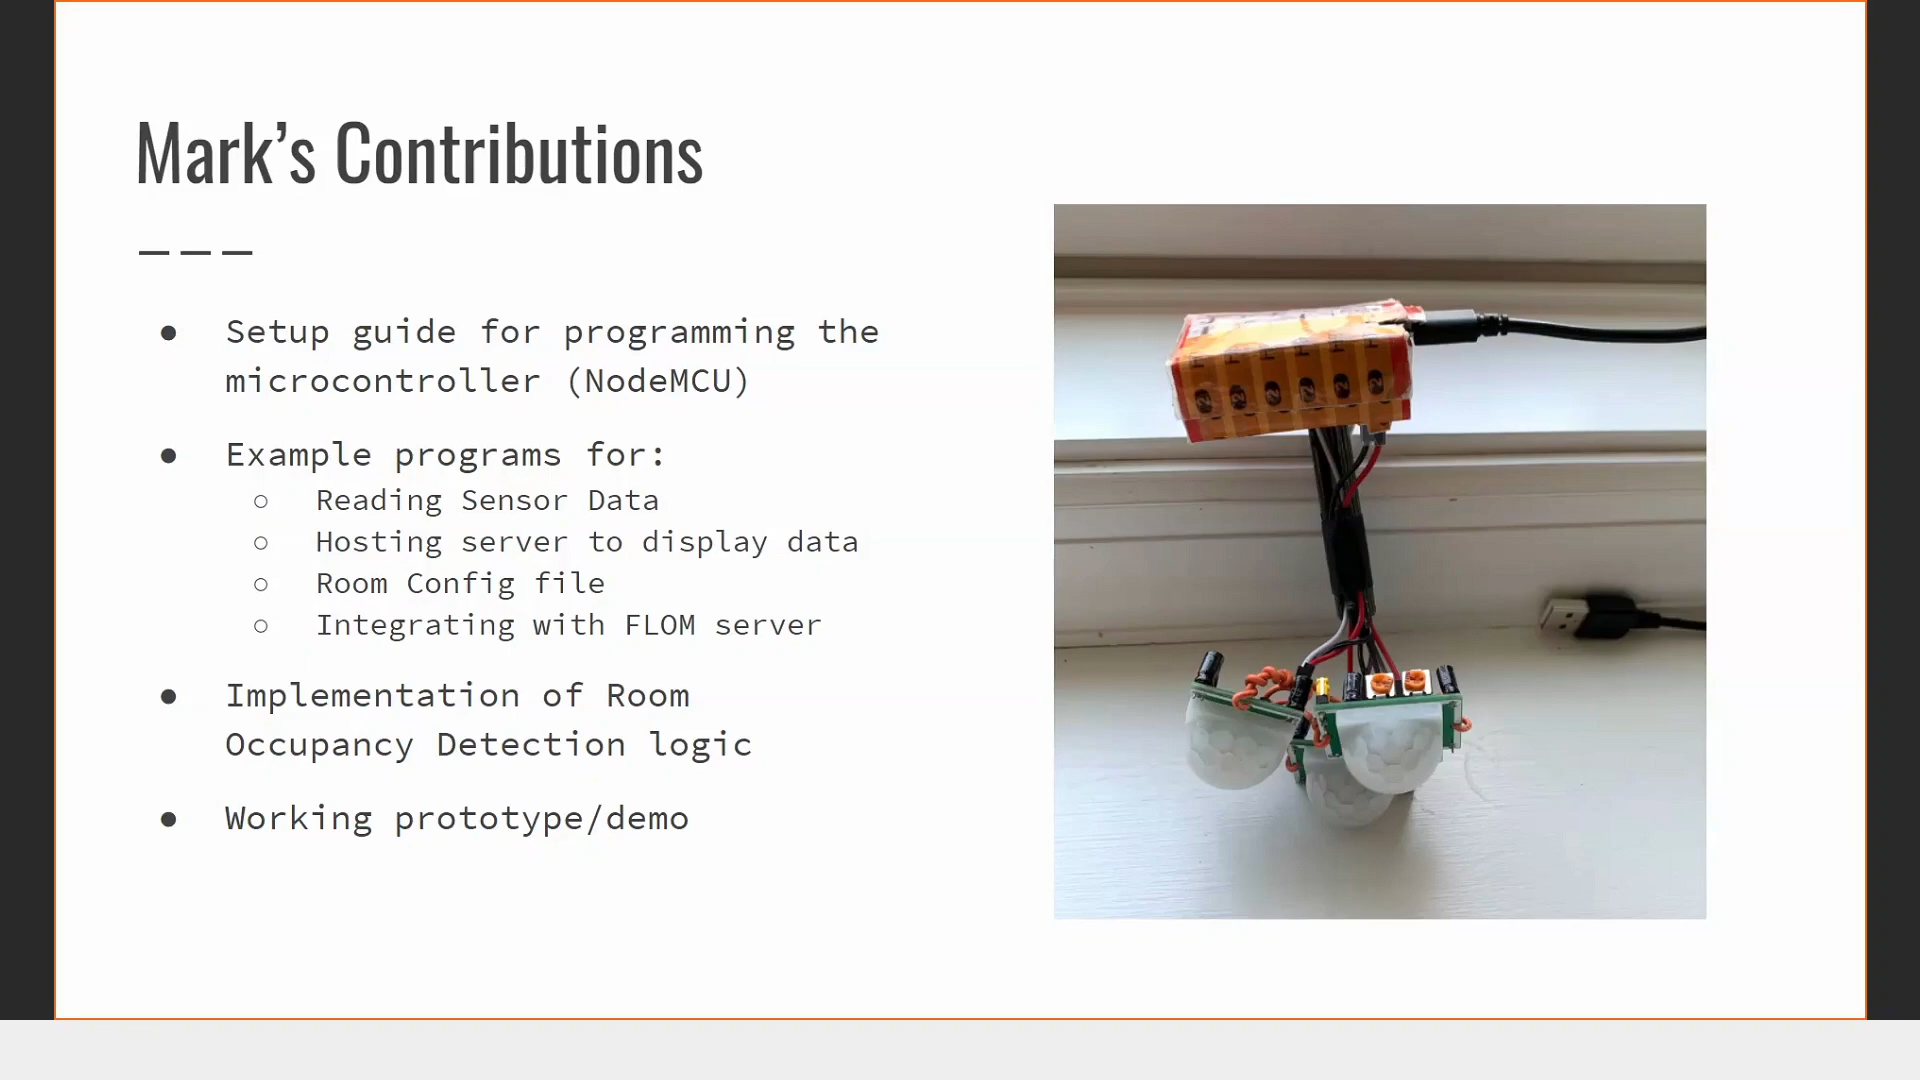 Mark’s Contributions
● Setup guide for programming the
microcontroller (NodeMCU)
● Example programs for:
○ Reading Sensor Data
○ Hosting server to display data
○ Room Config file
○ Integrating with FLOM server
● Implementation of Room
Occupancy Detection logic
● Working prototype/demo